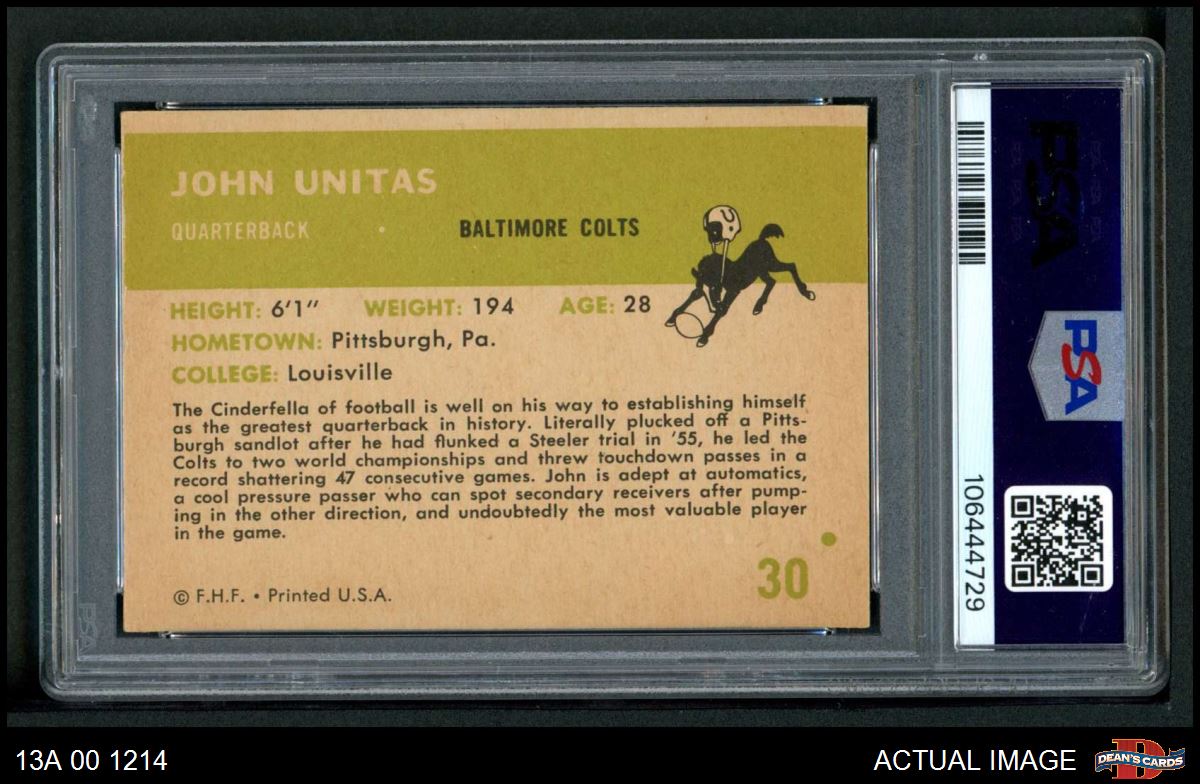 JOHN UNITAS
QUARTERBACK
BALTIMORE COLTS
HEIGHT: 6'1" WEIGHT: 194 AGE: 28
HOMETOWN: Pittsburgh, Pa.
COLLEGE: Louisville
The Cinderfella of football is well on his way to establishing himself
as the greatest quarterback in history. Literally plucked off a Pitts-
burgh sandlot after he had flunked a Steeler trial in '55, he led the
Colts to two world championships and threw touchdown passes in a
record shattering 47 consecutive games. John is adept at automatics,
a cool pressure passer who can spot secondary receivers after pump-
ing in the other direction, and undoubtedly the most valuable player
in the game.
30
© F.H.F. • Printed U.S.A.
PSA
PSA
106444729
13A 00 1214
ACTUAL IMAGE
D
DEAN'S CARDS